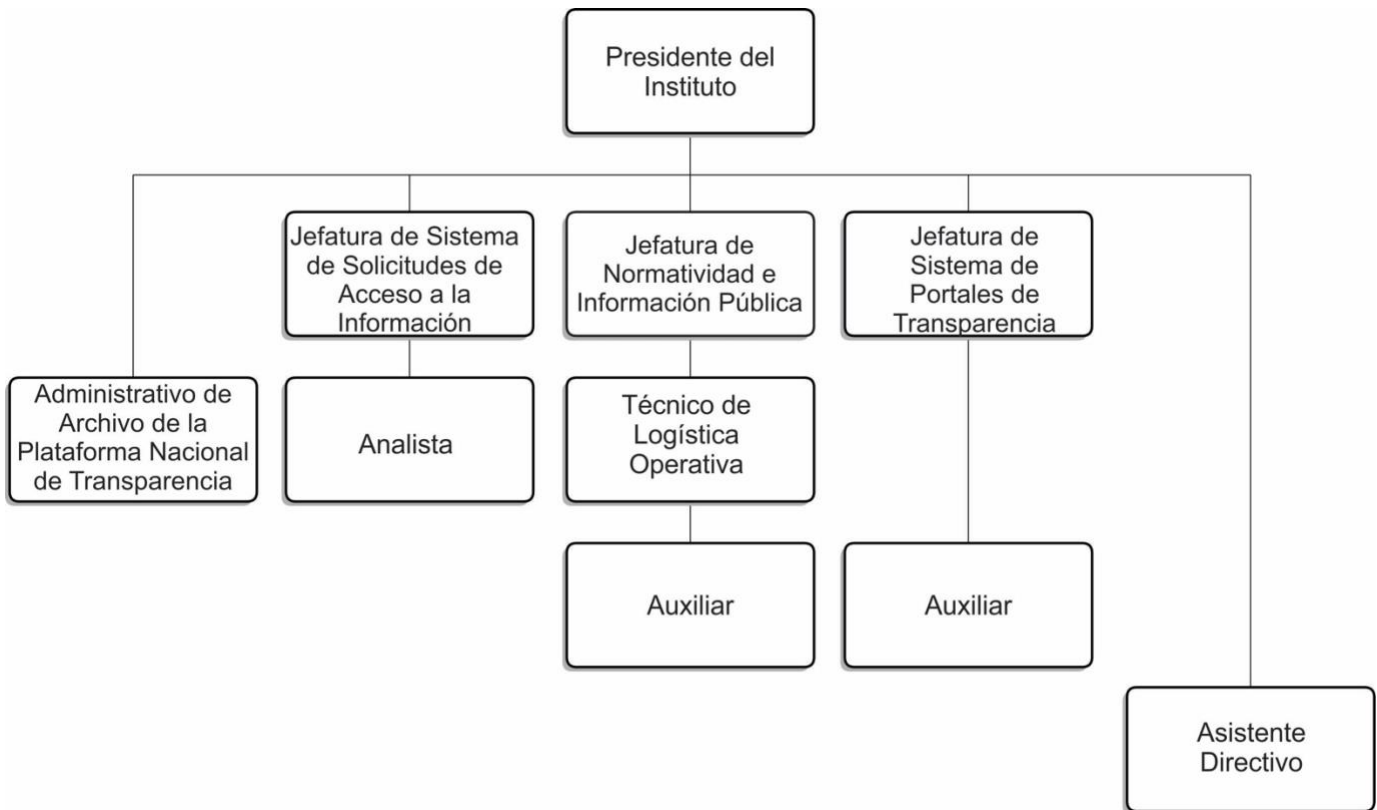 Presidente del
Instituto
Jefatura de Sistema
de Solicitudes de
Acceso a la
Información
Jefatura de
Normatividad e
Información Pública
Jefatura de
Sistema de
Portales de
Transparencia
Administrativo de
Archivo de la
Plataforma Nacional
de Transparencia
Analista
Técnico de
Logística
Operativa
Auxiliar
Auxiliar
Asistente
Directivo